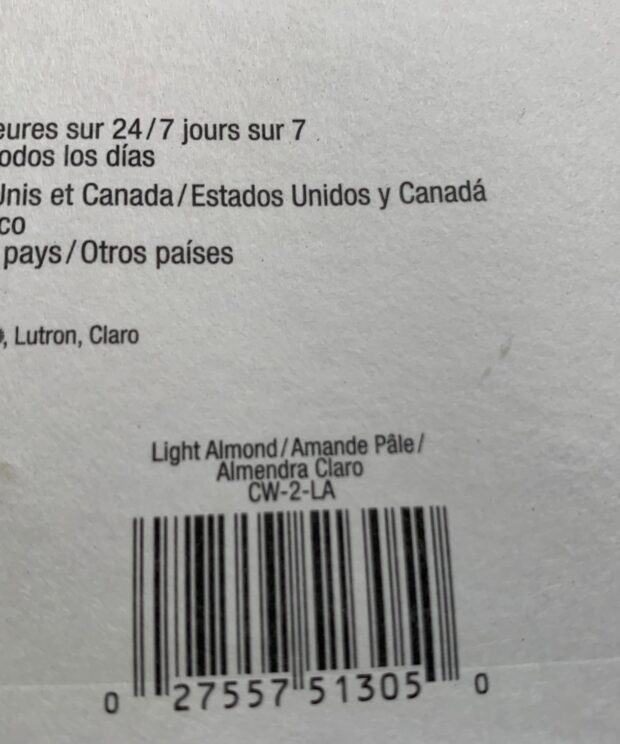 eures sur 24/7 jours sur 7
odos los días
Unis et Canada/Estados Unidos y Canadá
co
pays/Otros países
, Lutron, Claro
Light Almond/Amande Pâle/
Almendra Claro
CW-2-LA
0 27557 51305 0